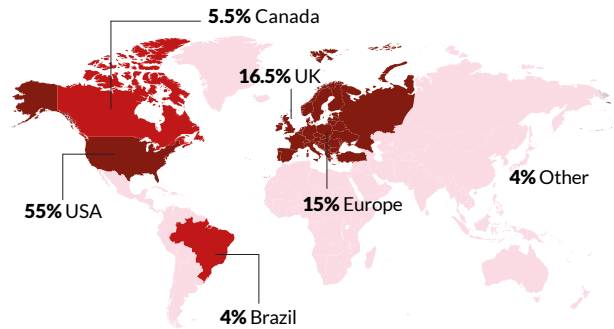 5.5% Canada
16.5% UK
4% Other
55% USA
15% Europe
4% Brazil